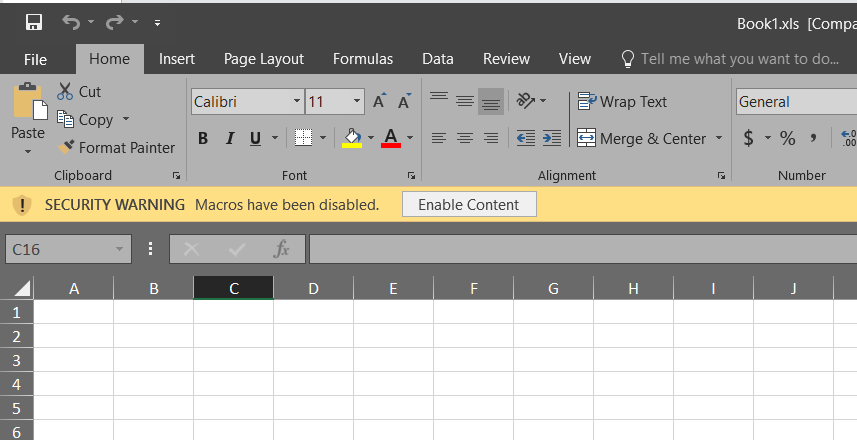 Book1.xls [Compa
File Home Insert Page Layout Formulas Data Review View Tell me what you want to do...
Paste
Cut
Copy
Format Painter
Clipboard
Calibri 11 A A
B I U A
Font
Wrap Text
Merge & Center
Alignment
General
$ % , .00
Number
SECURITY WARNING Macros have been disabled. Enable Content
C16 fx
A B C D E F G H I J
1
2
3
4
5
6